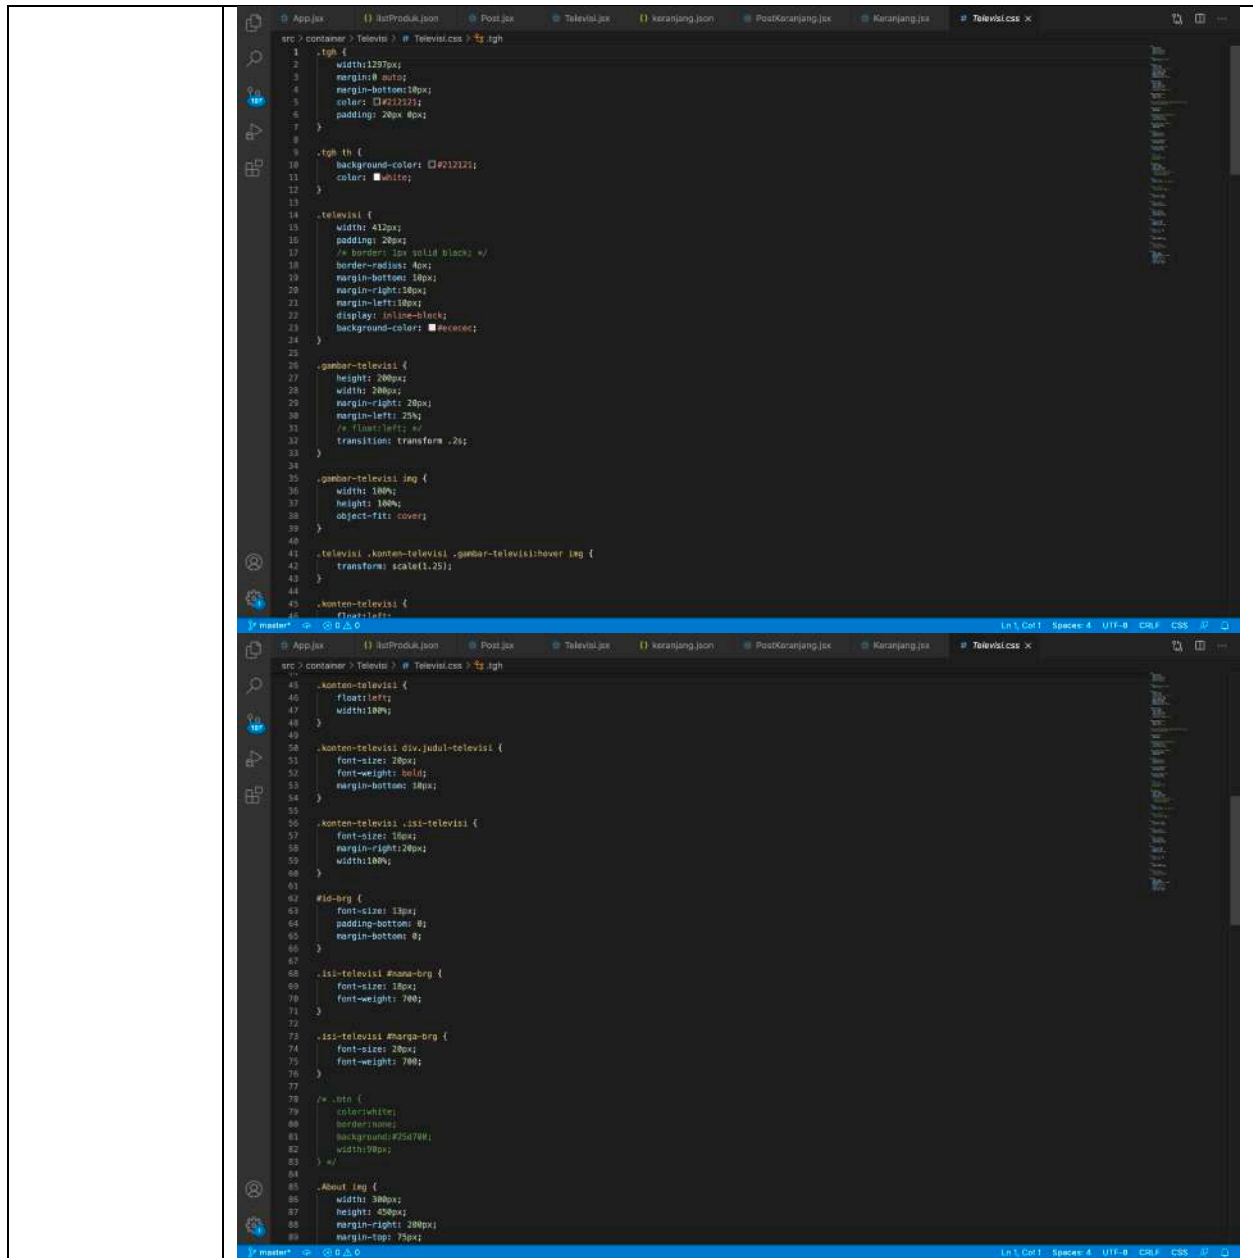 App.jsx listProduk.json Post.jsx Televisi.jsx keranjang.json PostKeranjang.jsx Keranjang.jsx # Televisi.css ×
src > container > Televisi > # Televisi.css > .tgh
1 .tgh {
2 width:1297px;
3 margin:0 auto;
4 margin-bottom:10px;
5 color: #212121;
6 padding: 20px 0px;
7 }
8
9 .tgh th {
10 background-color: #212121;
11 color: white;
12 }
13
14 .televisi {
15 width: 412px;
16 padding: 20px;
17 /* border: 1px solid black; */
18 border-radius: 4px;
19 margin-bottom: 10px;
20 margin-right:10px;
21 margin-left:10px;
22 display: inline-block;
23 background-color: #ececec;
24 }
25
26 .gambar-televisi {
27 height: 200px;
28 width: 200px;
29 margin-right: 20px;
30 margin-left: 25%;
31 /* float:left; */
32 transition: transform .2s;
33 }
34
35 .gambar-televisi img {
36 width: 100%;
37 height: 100%;
38 object-fit: cover;
39 }
40
41 .televisi .konten-televisi .gambar-televisi:hover img {
42 transform: scale(1.25);
43 }
44
45 .konten-televisi {
46 float:left;
master* 0 0 Ln 1, Col 1 Spaces: 4 UTF-8 CRLF CSS
App.jsx listProduk.json Post.jsx Televisi.jsx keranjang.json PostKeranjang.jsx Keranjang.jsx # Televisi.css ×
src > container > Televisi > # Televisi.css > .tgh
44
45 .konten-televisi {
46 float:left;
47 width:100%;
48 }
49
50 .konten-televisi div.judul-televisi {
51 font-size: 20px;
52 font-weight: bold;
53 margin-bottom: 10px;
54 }
55
56 .konten-televisi .isi-televisi {
57 font-size: 16px;
58 margin-right:20px;
59 width:100%;
60 }
61
62 #id-brg {
63 font-size: 13px;
64 padding-bottom: 0;
65 margin-bottom: 0;
66 }
67
68 .isi-televisi #nama-brg {
69 font-size: 18px;
70 font-weight: 700;
71 }
72
73 .isi-televisi #harga-brg {
74 font-size: 20px;
75 font-weight: 700;
76 }
77
78 /* .btn {
79 color:white;
80 border:none;
81 background:#25d700;
82 width:90px;
83 } */
84
85 .About img {
86 width: 300px;
87 height: 450px;
88 margin-right: 200px;
89 margin-top: 75px;
master* 0 0 Ln 1, Col 1 Spaces: 4 UTF-8 CRLF CSS